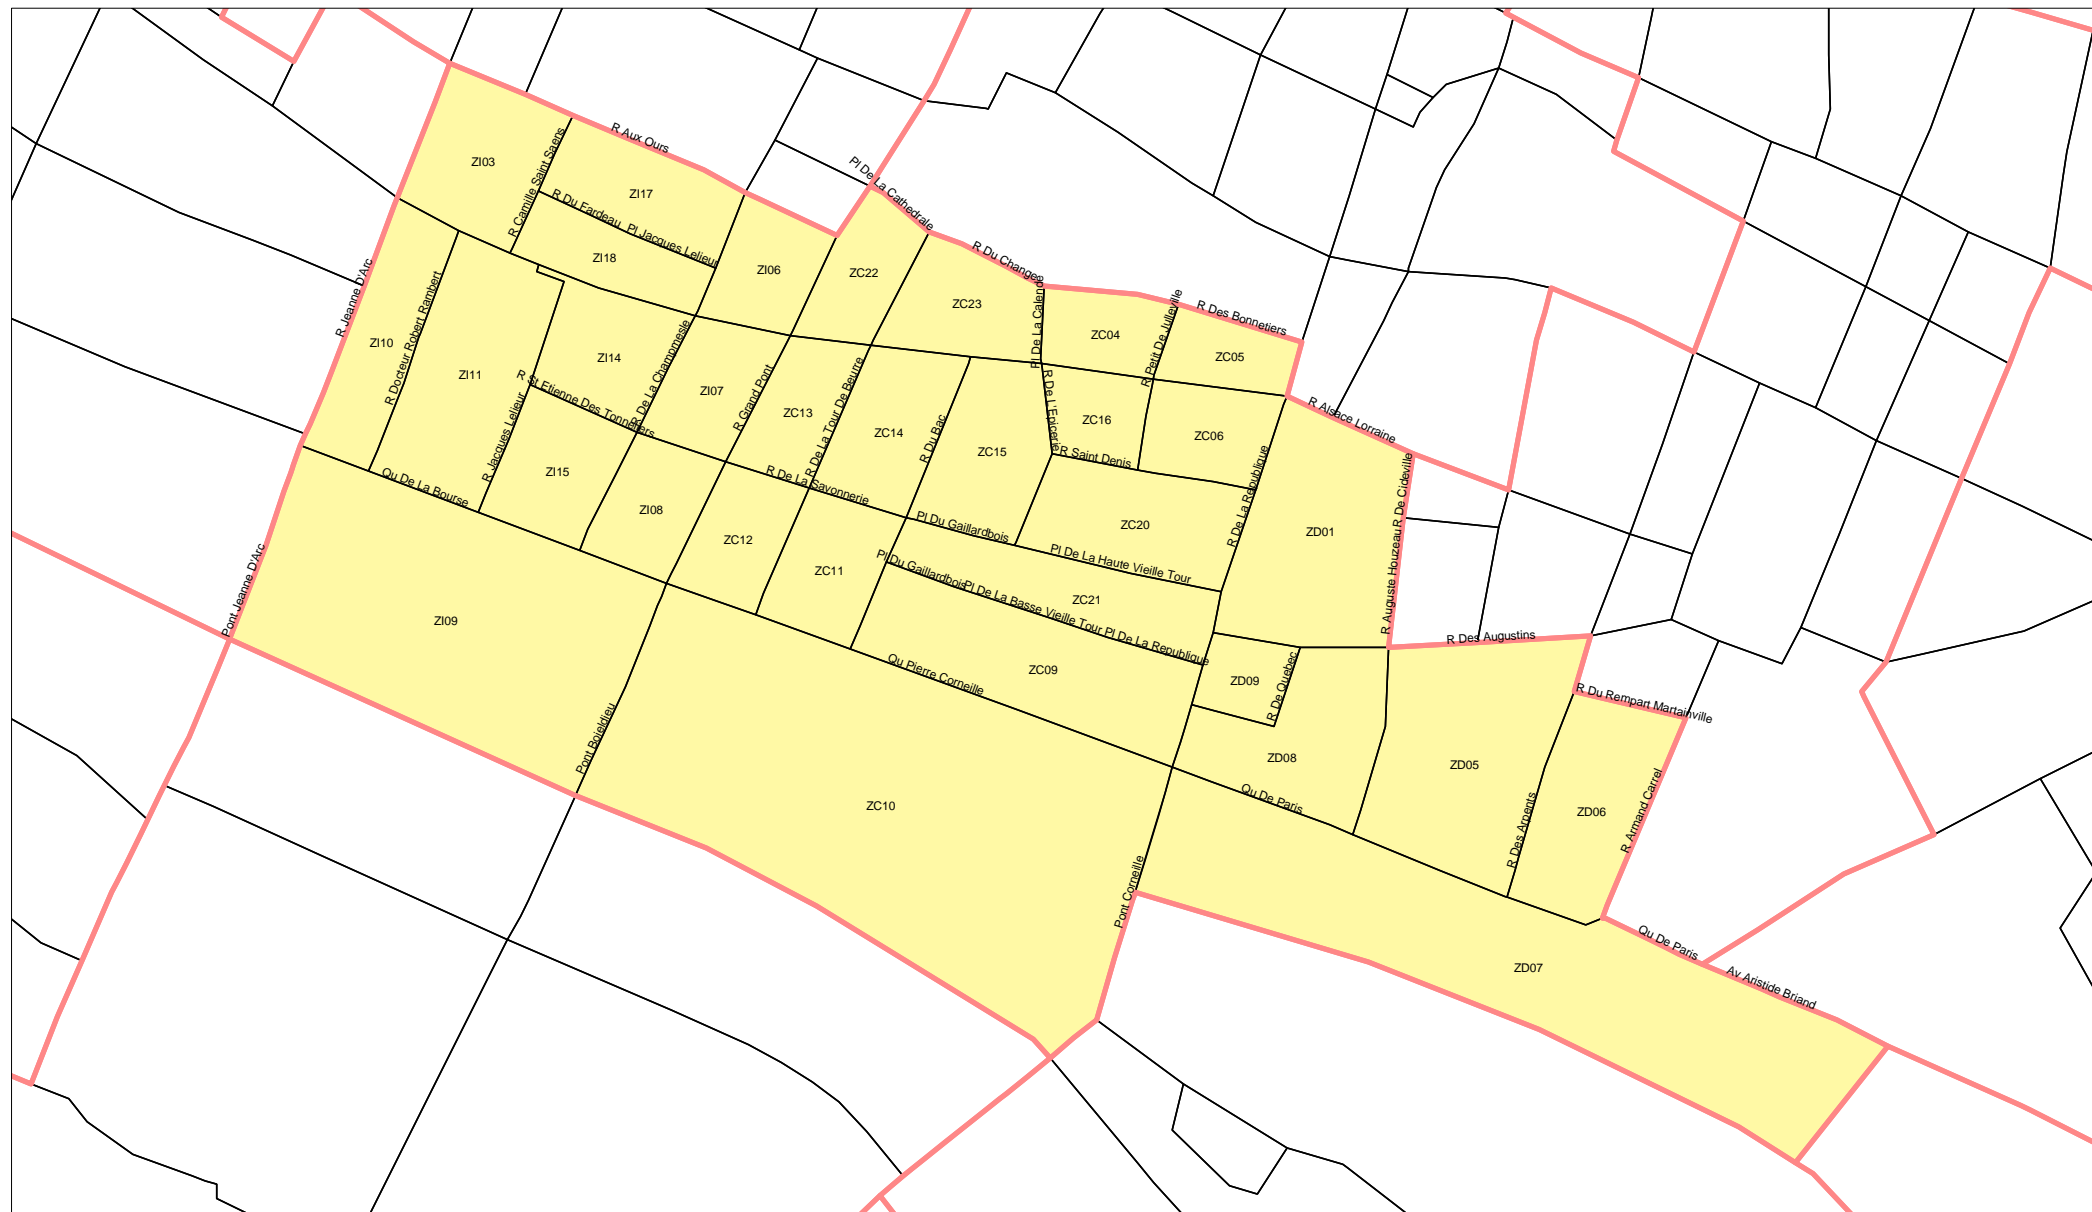 R Aux Ours
ZI03
R Camille Saint Saens
ZI17
Pl De La Cathedrale
R Du Fardeau
Pl Jacques Lelieur
ZI18
ZI06
ZC22
R Du Change
ZC23
Pl De La Calende
R Petit De Julleville
R Des Bonnetiers
ZC04
ZC05
R Jeanne D'Arc
ZI10
R Docteur Robert Rambert
ZI11
ZI14
R De La Champmesle
ZI07
R Grand Pont
ZC13
R De La Tour De Beurre
ZC14
R Du Bac
ZC15
R De L'Epicerie
ZC16
ZC06
R Alsace Lorraine
R St Etienne Des Tonneliers
R Jacques Lelieur
ZI15
Qu De La Bourse
ZI08
R De La Savonnerie
R Saint Denis
R De La Republique
R De Cideville
R Auguste Houzeau
ZD01
ZC12
ZC11
Pl Du Gaillardbois
ZC20
Pl De La Haute Vieille Tour
Pl Du Gaillardbois
Pl De La Basse Vieille Tour
Pl De La Republique
ZC21
Pont Jeanne D'Arc
ZI09
Qu Pierre Corneille
ZC09
ZD09
R De Quebec
R Des Augustins
R Du Rempart Martainville
Pont Boieldieu
ZC10
ZD08
Qu De Paris
ZD05
R Des Arpents
ZD06
R Armand Carrel
Pont Corneille
Qu De Paris
ZD07
Av Aristide Briand